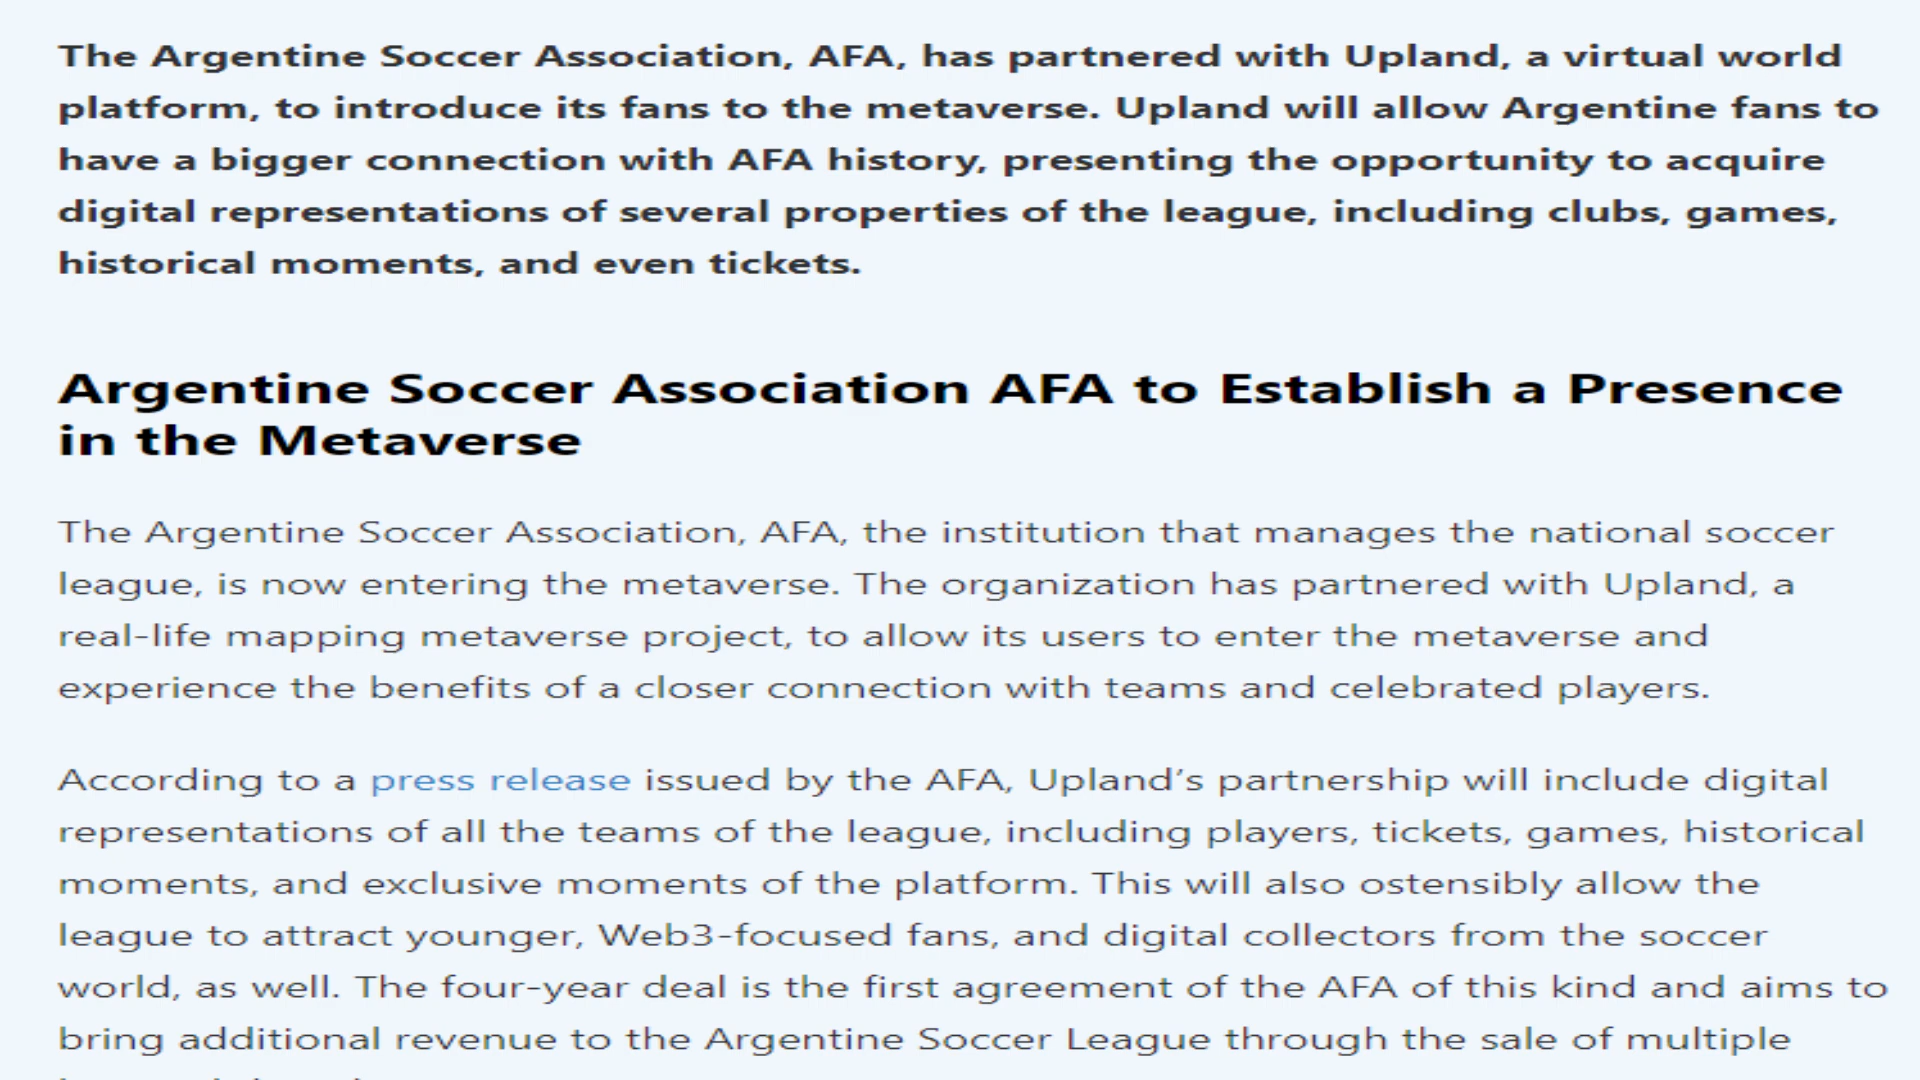 The Argentine Soccer Association, AFA, has partnered with Upland, a virtual world
platform, to introduce its fans to the metaverse. Upland will allow Argentine fans to
have a bigger connection with AFA history, presenting the opportunity to acquire
digital representations of several properties of the league, including clubs, games,
historical moments, and even tickets.
Argentine Soccer Association AFA to Establish a Presence
in the Metaverse
The Argentine Soccer Association, AFA, the institution that manages the national soccer
league, is now entering the metaverse. The organization has partnered with Upland, a
real-life mapping metaverse project, to allow its users to enter the metaverse and
experience the benefits of a closer connection with teams and celebrated players.
According to a press release issued by the AFA, Upland’s partnership will include digital
representations of all the teams of the league, including players, tickets, games, historical
moments, and exclusive moments of the platform. This will also ostensibly allow the
league to attract younger, Web3-focused fans, and digital collectors from the soccer
world, as well. The four-year deal is the first agreement of the AFA of this kind and aims to
bring additional revenue to the Argentine Soccer League through the sale of multiple